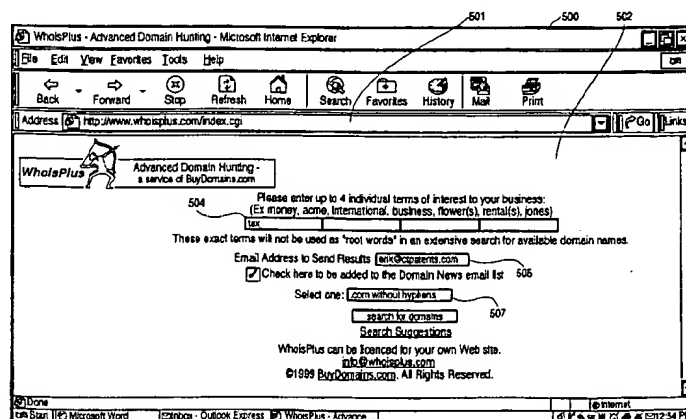 501 500 502
WhoisPlus - Advanced Domain Hunting - Microsoft Internet Explorer
File Edit View Favorites Tools Help
Back Forward Stop Refresh Home Search Favorites History Mail Print
Address http://www.whoisplus.com/index.cgi Go Links
WhoisPlus
Advanced Domain Hunting -
a service of BuyDomains.com
Please enter up to 4 individual terms of interest to your business:
504 (Ex money, acme, international, business, flower(s), rental(s), jones)
tax
These exact terms will not be used as "root words" in an extensive search for available domain names.
Email Address to Send Results erik@ctpatents.com
Check here to be added to the Domain News email list 505
Select one: .com without hyphens
507
search for domains
Search Suggestions
WhoisPlus can be licenced for your own Web site.
info@whoisplus.com
©1999 BuyDomains.com. All Rights Reserved.
Done Internet
Start Microsoft Word Inbox - Outlook Express WhoisPlus - Advance 12:54 PM